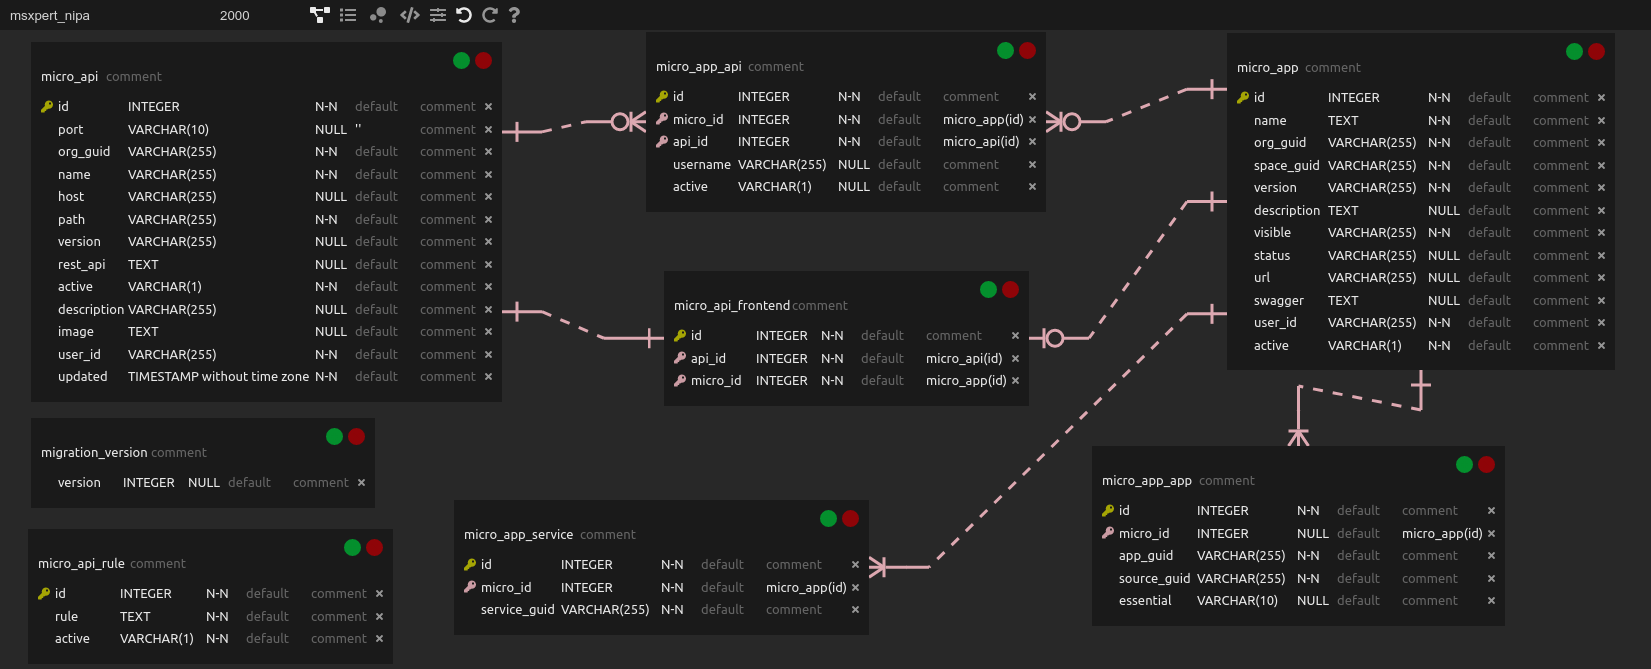 msxpert_nipa 2000 </> ?
micro_api comment
id INTEGER N-N default comment ×
port VARCHAR(10) NULL '' comment ×
org_guid VARCHAR(255) N-N default comment ×
name VARCHAR(255) N-N default comment ×
host VARCHAR(255) NULL default comment ×
path VARCHAR(255) N-N default comment ×
version VARCHAR(255) NULL default comment ×
rest_api TEXT NULL default comment ×
active VARCHAR(1) N-N default comment ×
description VARCHAR(255) NULL default comment ×
image TEXT NULL default comment ×
user_id VARCHAR(255) N-N default comment ×
updated TIMESTAMP without time zone N-N default comment ×
micro_app_api comment
id INTEGER N-N default comment ×
micro_id INTEGER N-N default micro_app(id) ×
api_id INTEGER N-N default micro_api(id) ×
username VARCHAR(255) NULL default comment ×
active VARCHAR(1) NULL default comment ×
micro_app comment
id INTEGER N-N default comment ×
name TEXT N-N default comment ×
org_guid VARCHAR(255) N-N default comment ×
space_guid VARCHAR(255) N-N default comment ×
version VARCHAR(255) N-N default comment ×
description TEXT NULL default comment ×
visible VARCHAR(255) N-N default comment ×
status VARCHAR(255) NULL default comment ×
url VARCHAR(255) NULL default comment ×
swagger TEXT NULL default comment ×
user_id VARCHAR(255) N-N default comment ×
active VARCHAR(1) N-N default comment ×
micro_api_frontend comment
id INTEGER N-N default comment ×
api_id INTEGER N-N default micro_api(id) ×
micro_id INTEGER N-N default micro_app(id) ×
migration_version comment
version INTEGER NULL default comment ×
micro_app_app comment
id INTEGER N-N default comment ×
micro_id INTEGER NULL default micro_app(id) ×
app_guid VARCHAR(255) N-N default comment ×
source_guid VARCHAR(255) N-N default comment ×
essential VARCHAR(10) NULL default comment ×
micro_app_service comment
id INTEGER N-N default comment ×
micro_id INTEGER N-N default micro_app(id) ×
service_guid VARCHAR(255) N-N default comment ×
micro_api_rule comment
id INTEGER N-N default comment ×
rule TEXT N-N default comment ×
active VARCHAR(1) N-N default comment ×